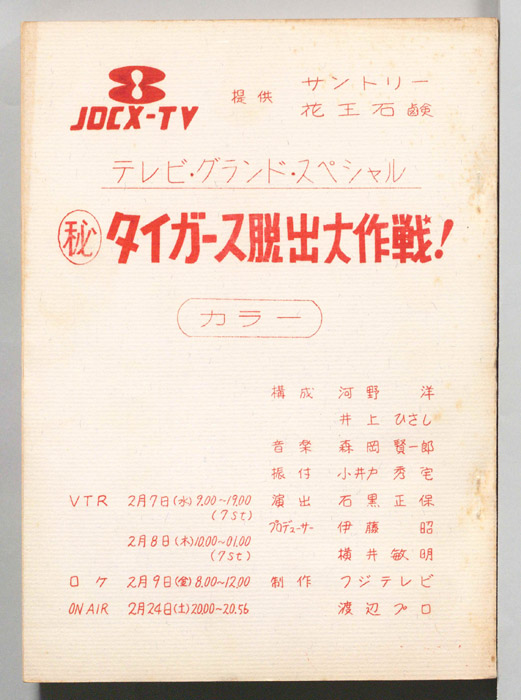 8
JOCX-TV
提供 サントリー
花王石鹸
テレビ・グランド・スペシャル
㊙タイガース脱出大作戦!
カラー
構成 河野 洋
井上 ひさし
音楽 森岡賢一郎
振付 小井戸 秀宅
VTR 2月7日(水)9.00~19.00 演出 石黒正保
(7st) プロデューサー 伊藤 昭
2月8日(木)10.00~01.00
(7st) 横井敏明
ロケ 2月9日(金)8.00~12.00 制作 フジテレビ
ON AIR 2月24日(土)20.00~20.56 渡辺プロ